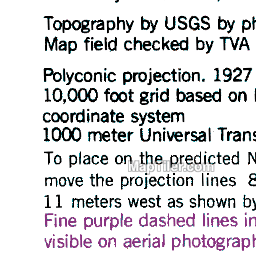 Topography by USGS by ph
Map field checked by TVA
Polyconic projection. 1927
10,000 foot grid based on
coordinate system
1000 meter Universal Trans
To place on the predicted N
MapTiler.com
move the projection lines 8
11 meters west as shown by
Fine purple dashed lines in
visible on aerial photograph